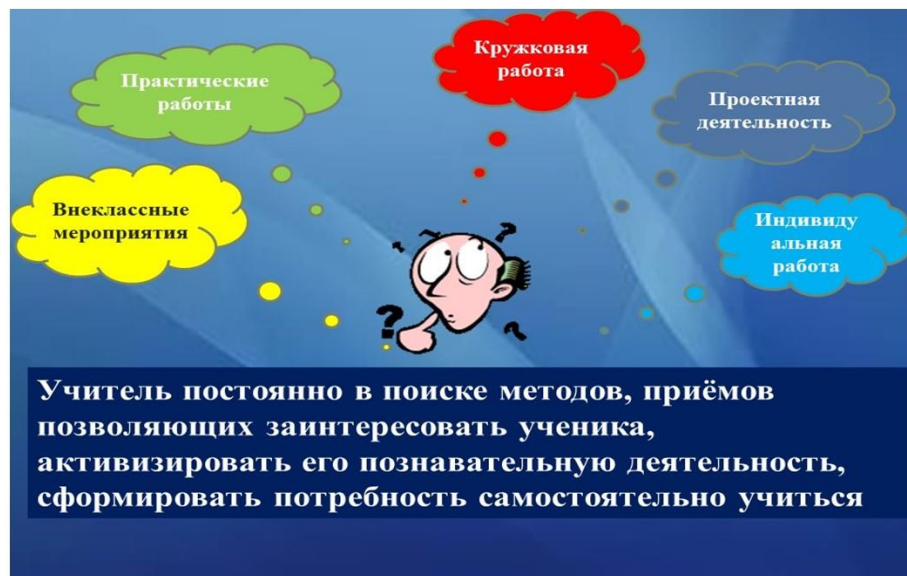 Кружковая
работа
Практические
работы
Проектная
деятельность
Внеклассные
мероприятия
Индивиду
альная
работа
? ? ? ? ?
Учитель постоянно в поиске методов, приёмов
позволяющих заинтересовать ученика,
активизировать его познавательную деятельность,
сформировать потребность самостоятельно учиться